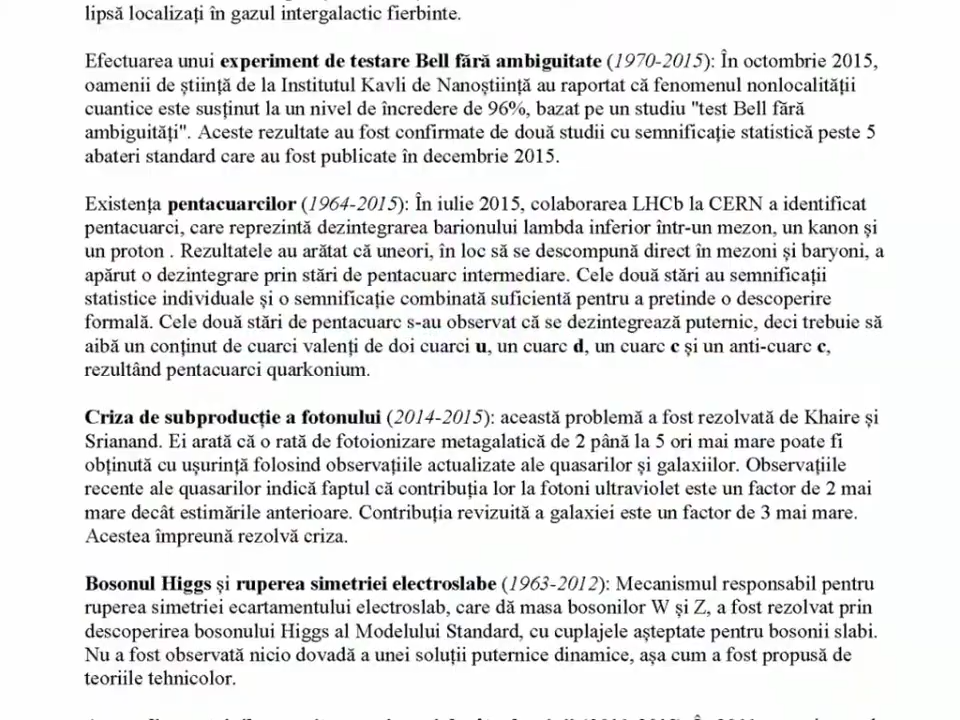 lipsă localizați în gazul intergalactic fierbinte.
Efectuarea unui experiment de testare Bell fără ambiguitate (1970-2015): În octombrie 2015,
oamenii de știință de la Institutul Kavli de Nanoștiință au raportat că fenomenul nonlocalității
cuantice este susținut la un nivel de încredere de 96%, bazat pe un studiu "test Bell fără
ambiguități". Aceste rezultate au fost confirmate de două studii cu semnificație statistică peste 5
abateri standard care au fost publicate în decembrie 2015.
Existența pentacuarcilor (1964-2015): În iulie 2015, colaborarea LHCb la CERN a identificat
pentacuarci, care reprezintă dezintegrarea barionului lambda inferior într-un mezon, un kanon și
un proton . Rezultatele au arătat că uneori, în loc să se descompună direct în mezoni și baryoni, a
apărut o dezintegrare prin stări de pentacuarc intermediare. Cele două stări au semnificații
statistice individuale și o semnificație combinată suficientă pentru a pretinde o descoperire
formală. Cele două stări de pentacuarc s-au observat că se dezintegrează puternic, deci trebuie să
aibă un conținut de cuarci valenți de doi cuarci u, un cuarc d, un cuarc c și un anti-cuarc c,
rezultând pentacuarci quarkonium.
Criza de subproducție a fotonului (2014-2015): această problemă a fost rezolvată de Khaire și
Srianand. Ei arată că o rată de fotoionizare metagalatică de 2 până la 5 ori mai mare poate fi
obținută cu ușurință folosind observațiile actualizate ale quasarilor și galaxiilor. Observațiile
recente ale quasarilor indică faptul că contribuția lor la fotoni ultraviolet este un factor de 2 mai
mare decât estimările anterioare. Contribuția revizuită a galaxiei este un factor de 3 mai mare.
Acestea împreună rezolvă criza.
Bosonul Higgs și ruperea simetriei electroslabe (1963-2012): Mecanismul responsabil pentru
ruperea simetriei ecartamentului electroslab, care dă masa bosonilor W și Z, a fost rezolvat prin
descoperirea bosonului Higgs al Modelului Standard, cu cuplajele așteptate pentru bosonii slabi.
Nu a fost observată nicio dovadă a unei soluții puternice dinamice, așa cum a fost propusă de
teoriile tehnicolor.